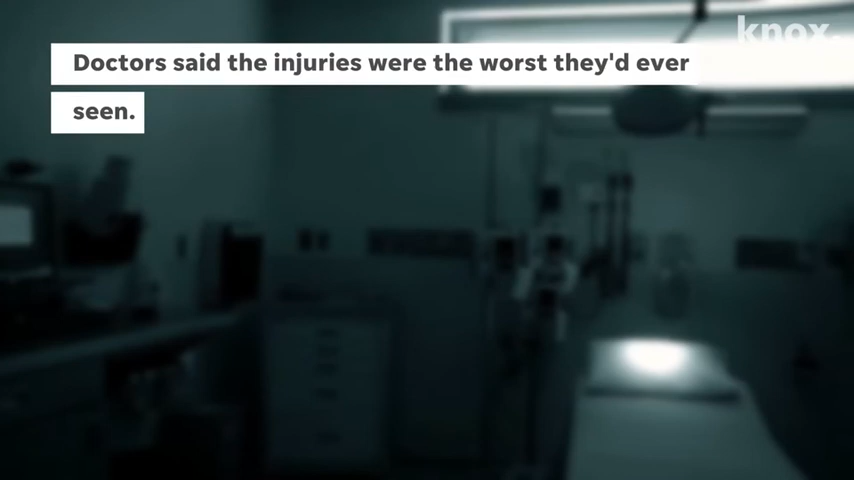 knox.
Doctors said the injuries were the worst they'd ever
seen.